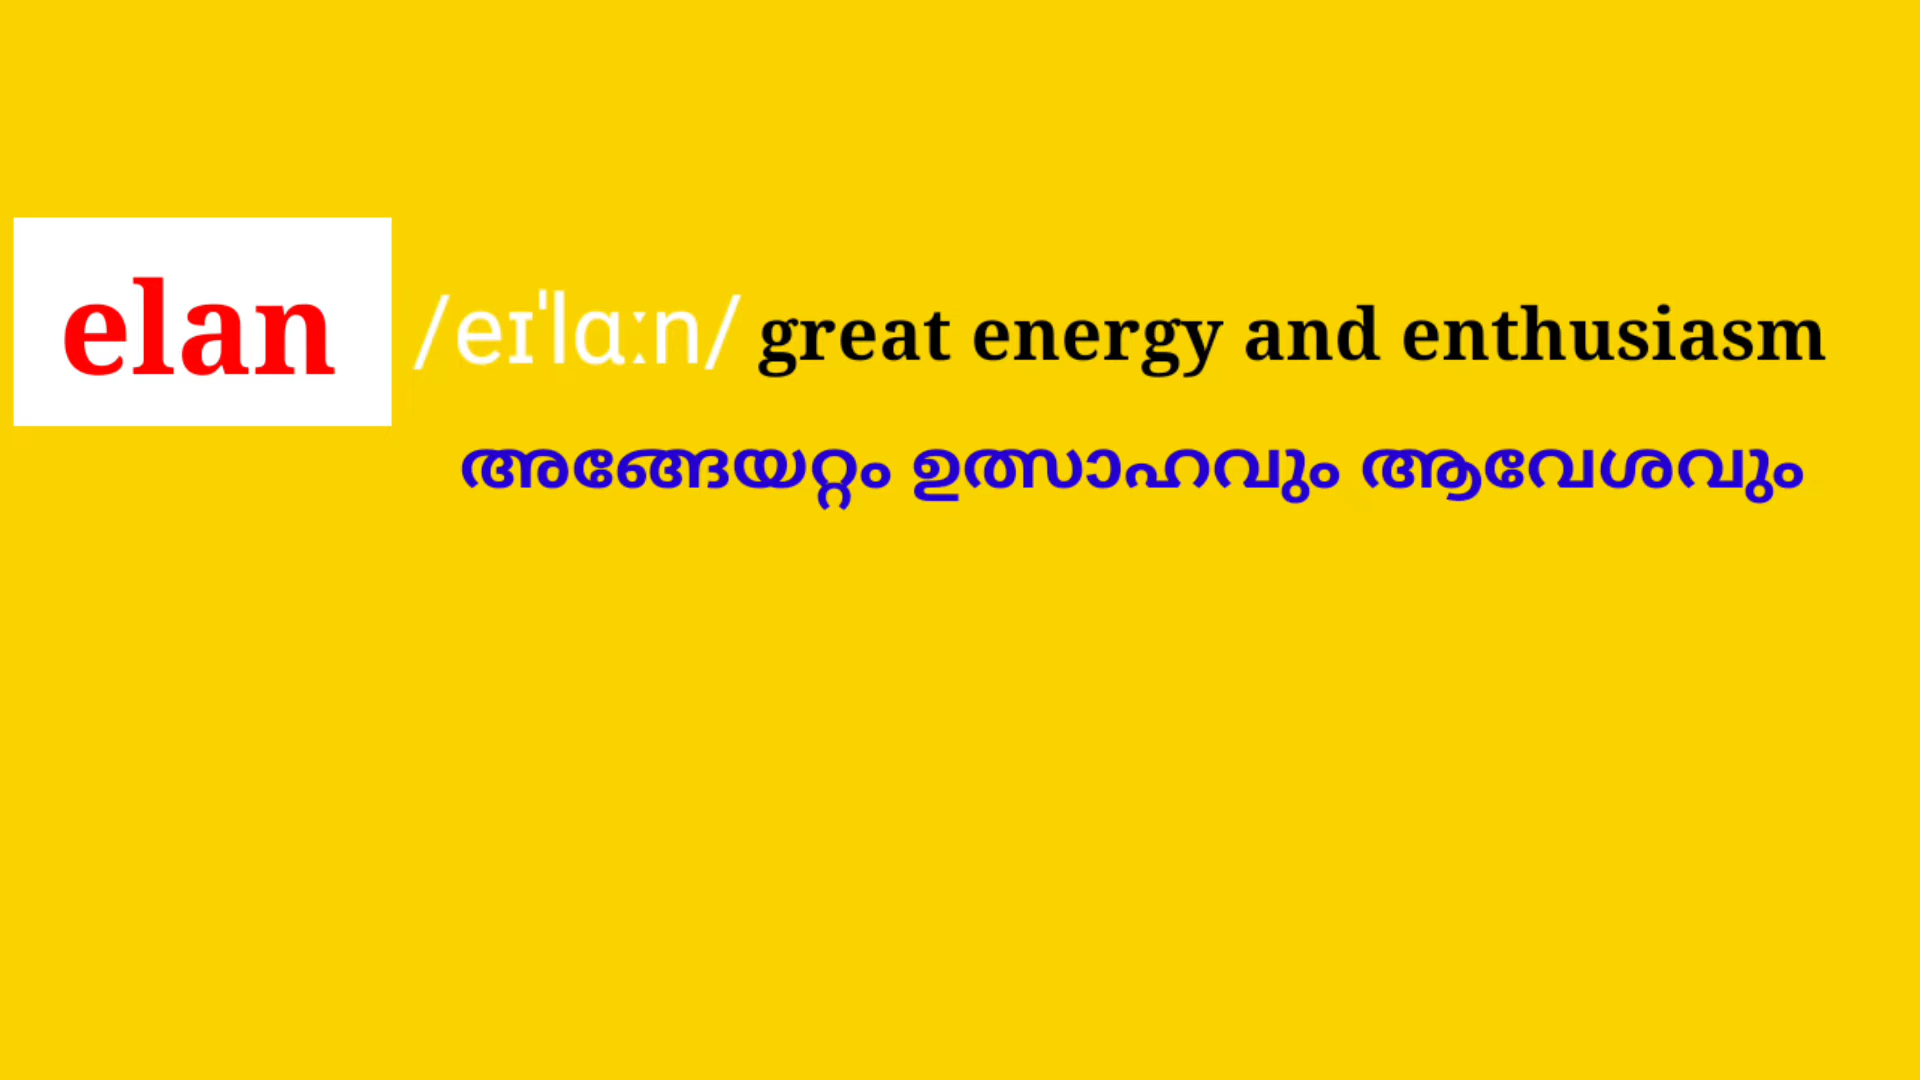 elan /eɪˈlɑːn/ great energy and enthusiasm
അങ്ങേയറ്റം ഉത്സാഹവും ആവേശവും